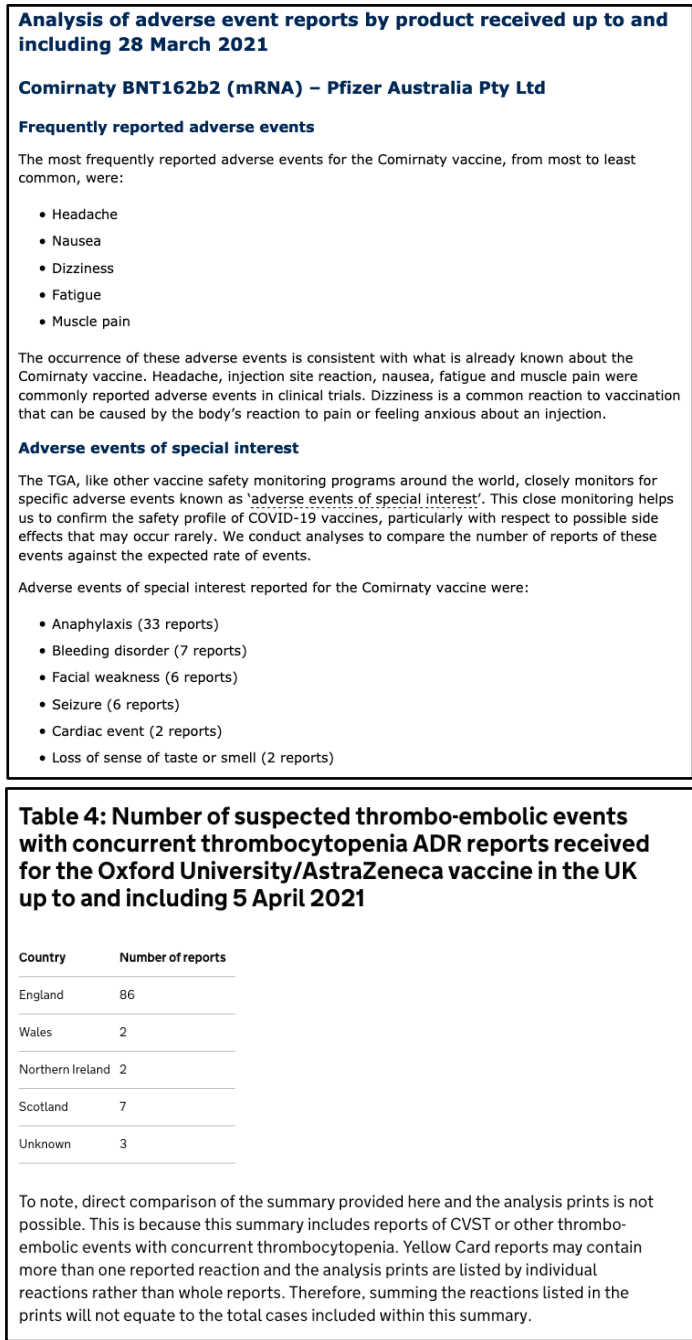 Analysis of adverse event reports by product received up to and
including 28 March 2021
Comirnaty BNT162b2 (mRNA) – Pfizer Australia Pty Ltd
Frequently reported adverse events
The most frequently reported adverse events for the Comirnaty vaccine, from most to least
common, were:
• Headache
• Nausea
• Dizziness
• Fatigue
• Muscle pain
The occurrence of these adverse events is consistent with what is already known about the
Comirnaty vaccine. Headache, injection site reaction, nausea, fatigue and muscle pain were
commonly reported adverse events in clinical trials. Dizziness is a common reaction to vaccination
that can be caused by the body’s reaction to pain or feeling anxious about an injection.
Adverse events of special interest
The TGA, like other vaccine safety monitoring programs around the world, closely monitors for
specific adverse events known as ‘adverse events of special interest’. This close monitoring helps
us to confirm the safety profile of COVID-19 vaccines, particularly with respect to possible side
effects that may occur rarely. We conduct analyses to compare the number of reports of these
events against the expected rate of events.
Adverse events of special interest reported for the Comirnaty vaccine were:
• Anaphylaxis (33 reports)
• Bleeding disorder (7 reports)
• Facial weakness (6 reports)
• Seizure (6 reports)
• Cardiac event (2 reports)
• Loss of sense of taste or smell (2 reports)
Table 4: Number of suspected thrombo-embolic events
with concurrent thrombocytopenia ADR reports received
for the Oxford University/AstraZeneca vaccine in the UK
up to and including 5 April 2021
Country Number of reports
England 86
Wales 2
Northern Ireland 2
Scotland 7
Unknown 3
To note, direct comparison of the summary provided here and the analysis prints is not
possible. This is because this summary includes reports of CVST or other thrombo-
embolic events with concurrent thrombocytopenia. Yellow Card reports may contain
more than one reported reaction and the analysis prints are listed by individual
reactions rather than whole reports. Therefore, summing the reactions listed in the
prints will not equate to the total cases included within this summary.